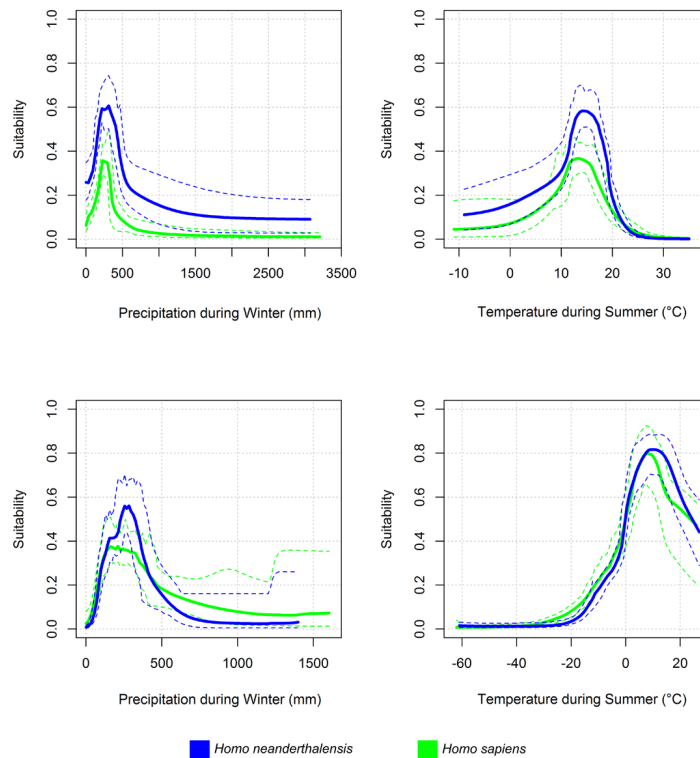 1.0
0.8
0.6
0.4
0.2
0.0
Suitability
0 500 1500 2500 3500
Precipitation during Winter (mm)
1.0
0.8
0.6
0.4
0.2
0.0
Suitability
-10 0 10 20 30
Temperature during Summer (°C)
1.0
0.8
0.6
0.4
0.2
0.0
Suitability
0 500 1000 1500
Precipitation during Winter (mm)
1.0
0.8
0.6
0.4
0.2
0.0
Suitability
-60 -40 -20 0 20
Temperature during Summer (°C)
Homo neanderthalensis Homo sapiens